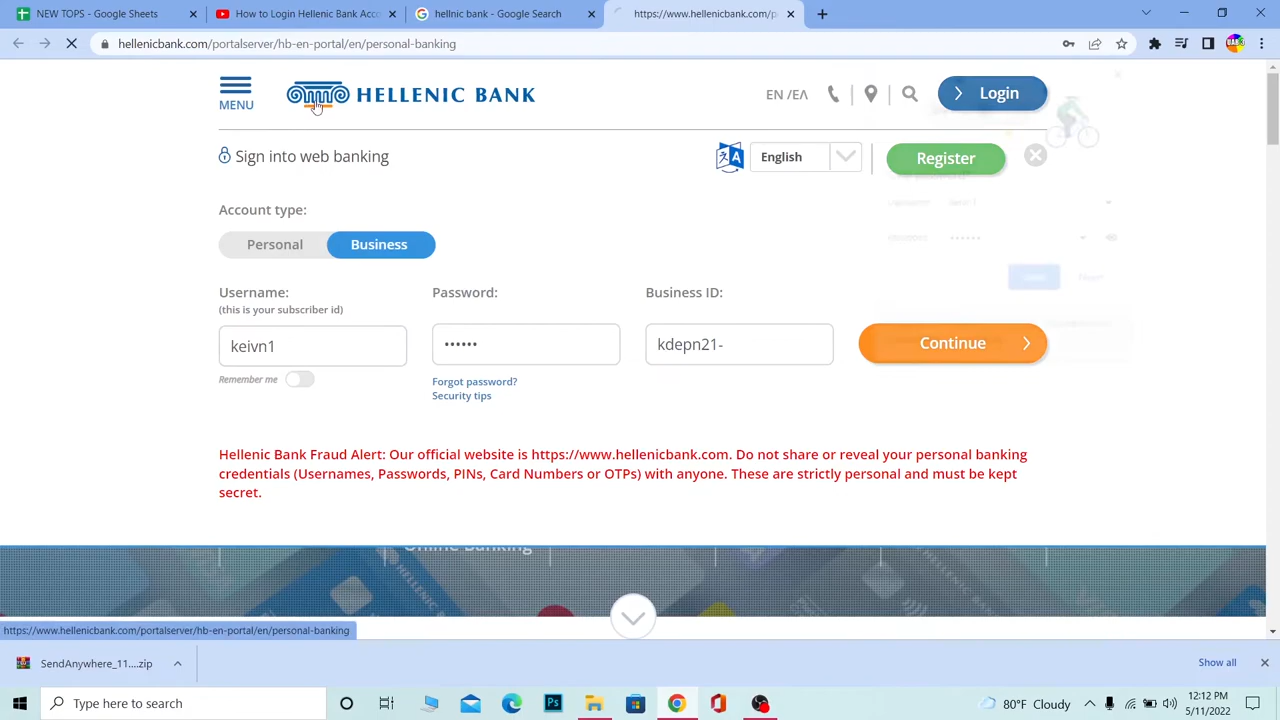 NEW TOPS - Google Sheets
How To Login Bank Acco
G - Google Search
https://www.hellenicbank.com/p
hellenicbank.com/portalserver/hb-en-portal/en/personal-banking
MENU
HELLENIC BANK
EN /ΕΛ
Login
Sign into web banking
English
Register
Account type:
Personal
Business
Username:
(this is your subscriber id)
Password:
Business ID:
keivn1
••••••
kdepn21-
Continue
Remember me
Forgot password?
Security tips
Hellenic Bank Fraud Alert: Our official website is https://www.hellenicbank.com. Do not share or reveal your personal banking
credentials (Usernames, Passwords, PINs, Card Numbers or OTPs) with anyone. These are strictly personal and must be kept
secret.
Online Banking
HELLENIC BANK
https://www.hellenicbank.com/portalserver/hb-en-portal/en/personal-banking
SendAnywhere_11....zip
Show all
Type here to search
80°F Cloudy
12:12 PM
5/11/2022